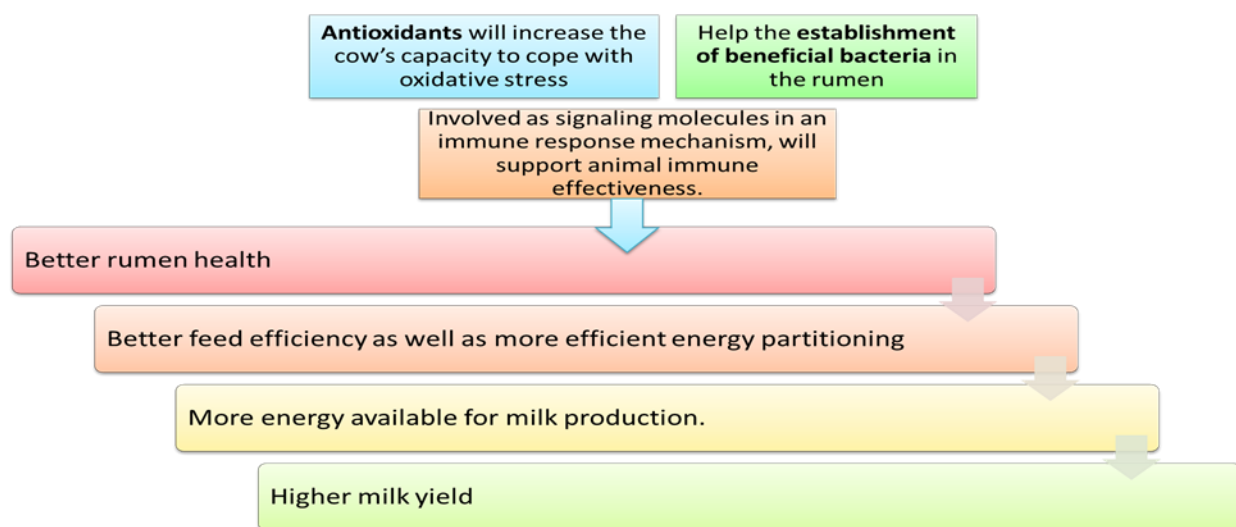 Antioxidants will increase the
cow's capacity to cope with
oxidative stress
Help the establishment
of beneficial bacteria in
the rumen
Involved as signaling molecules in an
immune response mechanism, will
support animal immune
effectiveness.
Better rumen health
Better feed efficiency as well as more efficient energy partitioning
More energy available for milk production.
Higher milk yield